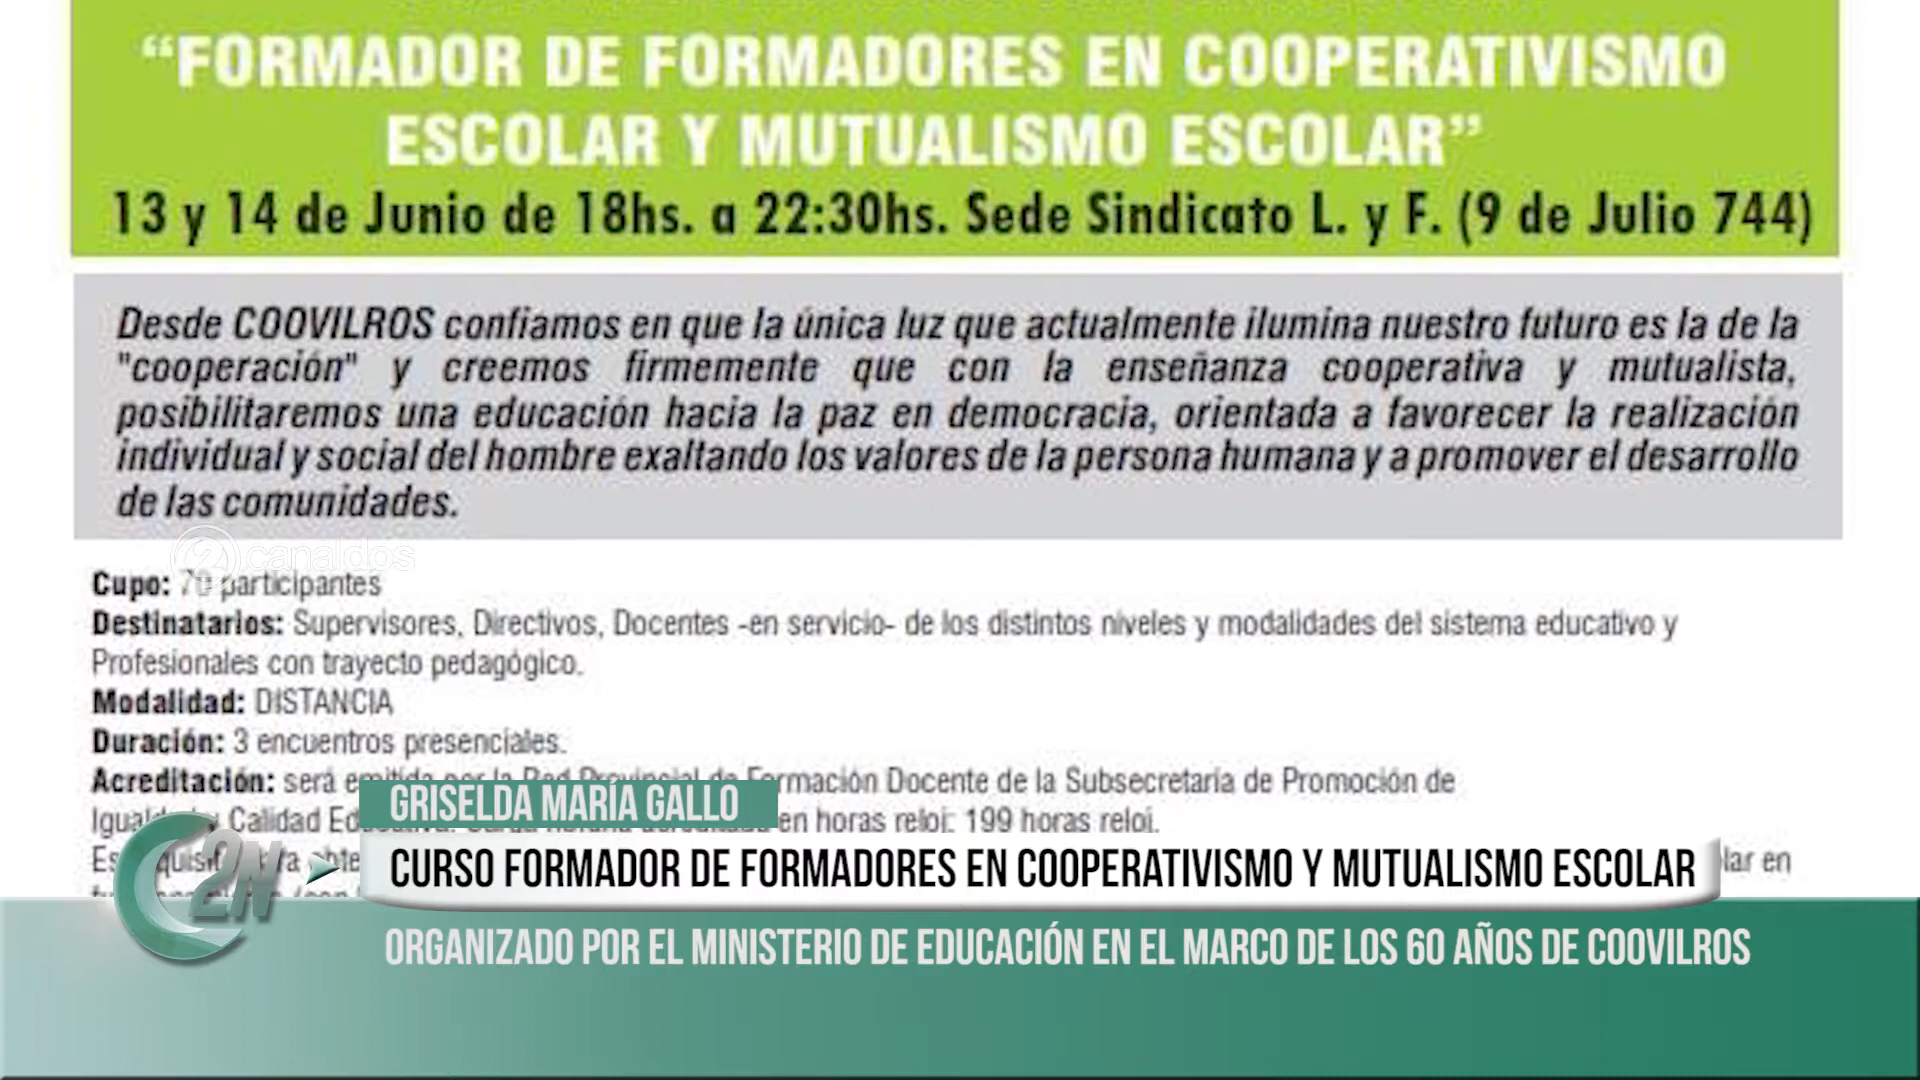 “FORMADOR DE FORMADORES EN COOPERATIVISMO
ESCOLAR Y MUTUALISMO ESCOLAR”
13 y 14 de Junio de 18hs. a 22:30hs. Sede Sindicato L. y F. (9 de Julio 744)
Desde COOVILROS confiamos en que la única luz que actualmente ilumina nuestro futuro es la de la
"cooperación" y creemos firmemente que con la enseñanza cooperativa y mutualista,
posibilitaremos una educación hacia la paz en democracia, orientada a favorecer la realización
individual y social del hombre exaltando los valores de la persona humana y a promover el desarrollo
de las comunidades.
2 canaldos
Cupo: participantes
Destinatarios: Supervisores, Directivos, Docentes -en servicio- de los distintos niveles y modalidades del sistema educativo y
Profesionales con trayecto pedagógico.
Modalidad: DISTANCIA
Duración: 3 encuentros presenciales.
Acreditación: será emitida por la Red Provincial de Formación Docente de la Subsecretaria de Promoción de
Calidad en horas reloj: 199 horas reloj.
en
GRISELDA MARÍA GALLO
C2N CURSO FORMADOR DE FORMADORES EN COOPERATIVISMO Y MUTUALISMO ESCOLAR
ORGANIZADO POR EL MINISTERIO DE EDUCACIÓN EN EL MARCO DE LOS 60 AÑOS DE COOVILROS